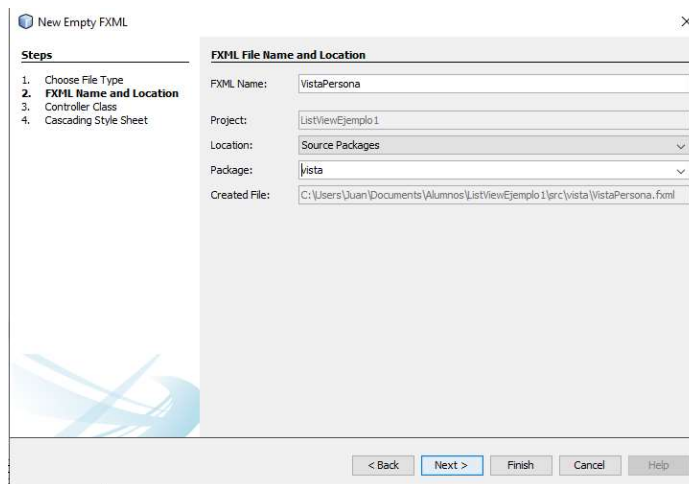 New Empty FXML
Steps
1. Choose File Type
2. FXML Name and Location
3. Controller Class
4. Cascading Style Sheet
FXML File Name and Location
FXML Name: VistaPersona
Project: ListViewEjemplo1
Location: Source Packages
Package: vista
Created File: C:\Users\Juan\Documents\Alumnos\ListViewEjemplo1\src\vista\VistaPersona.fxml
< Back Next > Finish Cancel Help